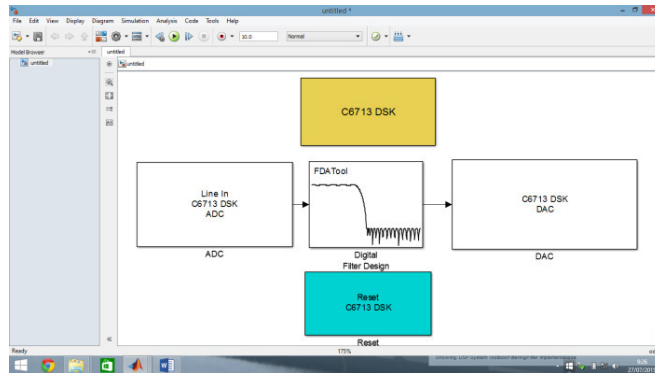 untitled *
File Edit View Display Diagram Simulation Analysis Code Tools Help
10.0 Normal
Model Browser untitled
untitled untitled
C6713 DSK
FDATool
Line In
C6713 DSK
ADC
C6713 DSK
DAC
ADC
Digital
Filter Design
DAC
Reset
C6713 DSK
Reset
Ready 175%
9:26